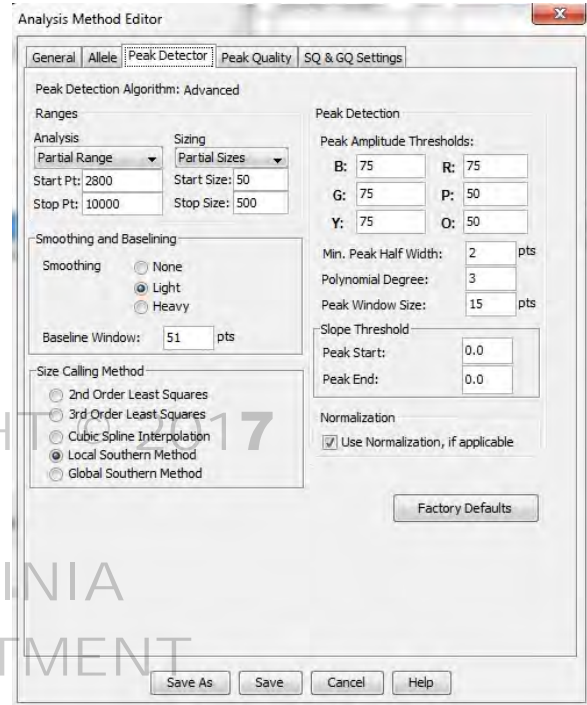 Analysis Method Editor
X
General Allele Peak Detector Peak Quality SQ & GQ Settings
Peak Detection Algorithm: Advanced
Ranges
Analysis Sizing
Partial Range Partial Sizes
Start Pt: 2800 Start Size: 50
Stop Pt: 10000 Stop Size: 500
Smoothing and Baselining
Smoothing None
Light
Heavy
Baseline Window: 51 pts
Size Calling Method
2nd Order Least Squares
3rd Order Least Squares
Cubic Spline Interpolation
Local Southern Method
Global Southern Method
Peak Detection
Peak Amplitude Thresholds:
B: 75 R: 75
G: 75 P: 50
Y: 75 O: 50
Min. Peak Half Width: 2 pts
Polynomial Degree: 3
Peak Window Size: 15 pts
Slope Threshold
Peak Start: 0.0
Peak End: 0.0
Normalization
Use Normalization, if applicable
Factory Defaults
HT © 2017
INIA
TMENT
Save As Save Cancel Help